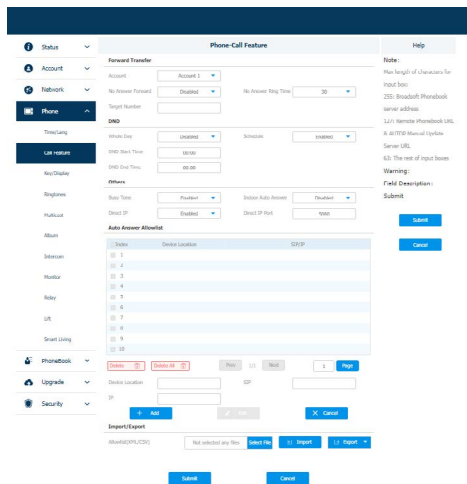 Status
Account
Network
Phone
Time/Lang
Call Feature
Key/Display
Ringtones
Multicast
Album
Intercom
Monitor
Relay
Lift
Smart Living
PhoneBook
Upgrade
Security
Phone-Call Feature
Forward Transfer
Account
Account 1
No Answer Forward
Disabled
No Answer Ring Time
30
Target Number
DND
Whole Day
Disabled
Schedule
Enabled
DND Start Time
00:00
DND End Time
00:00
Others
Busy Tone
Enabled
Indoor Auto Answer
Disabled
Direct IP
Enabled
Direct IP Port
5060
Auto Answer Allowlist
Index
Device Location
SIP/IP
1
2
3
4
5
6
7
8
9
10
Delete
Delete All
Prev
1/1
Next
1
Page
Device Location
SIP
IP
+ Add
Edit
X Cancel
Import/Export
Allowlist(XML/CSV)
Not selected any files
Select File
Import
Export
Submit
Cancel
Help
Note:
Max length of characters for
input box:
255: Broadsoft Phonebook
server address
127: Remote Phonebook URL
& AUTOP Manual Update
Server URL
63: The rest of input boxes
Warning:
Field Description:
Submit
Submit
Cancel